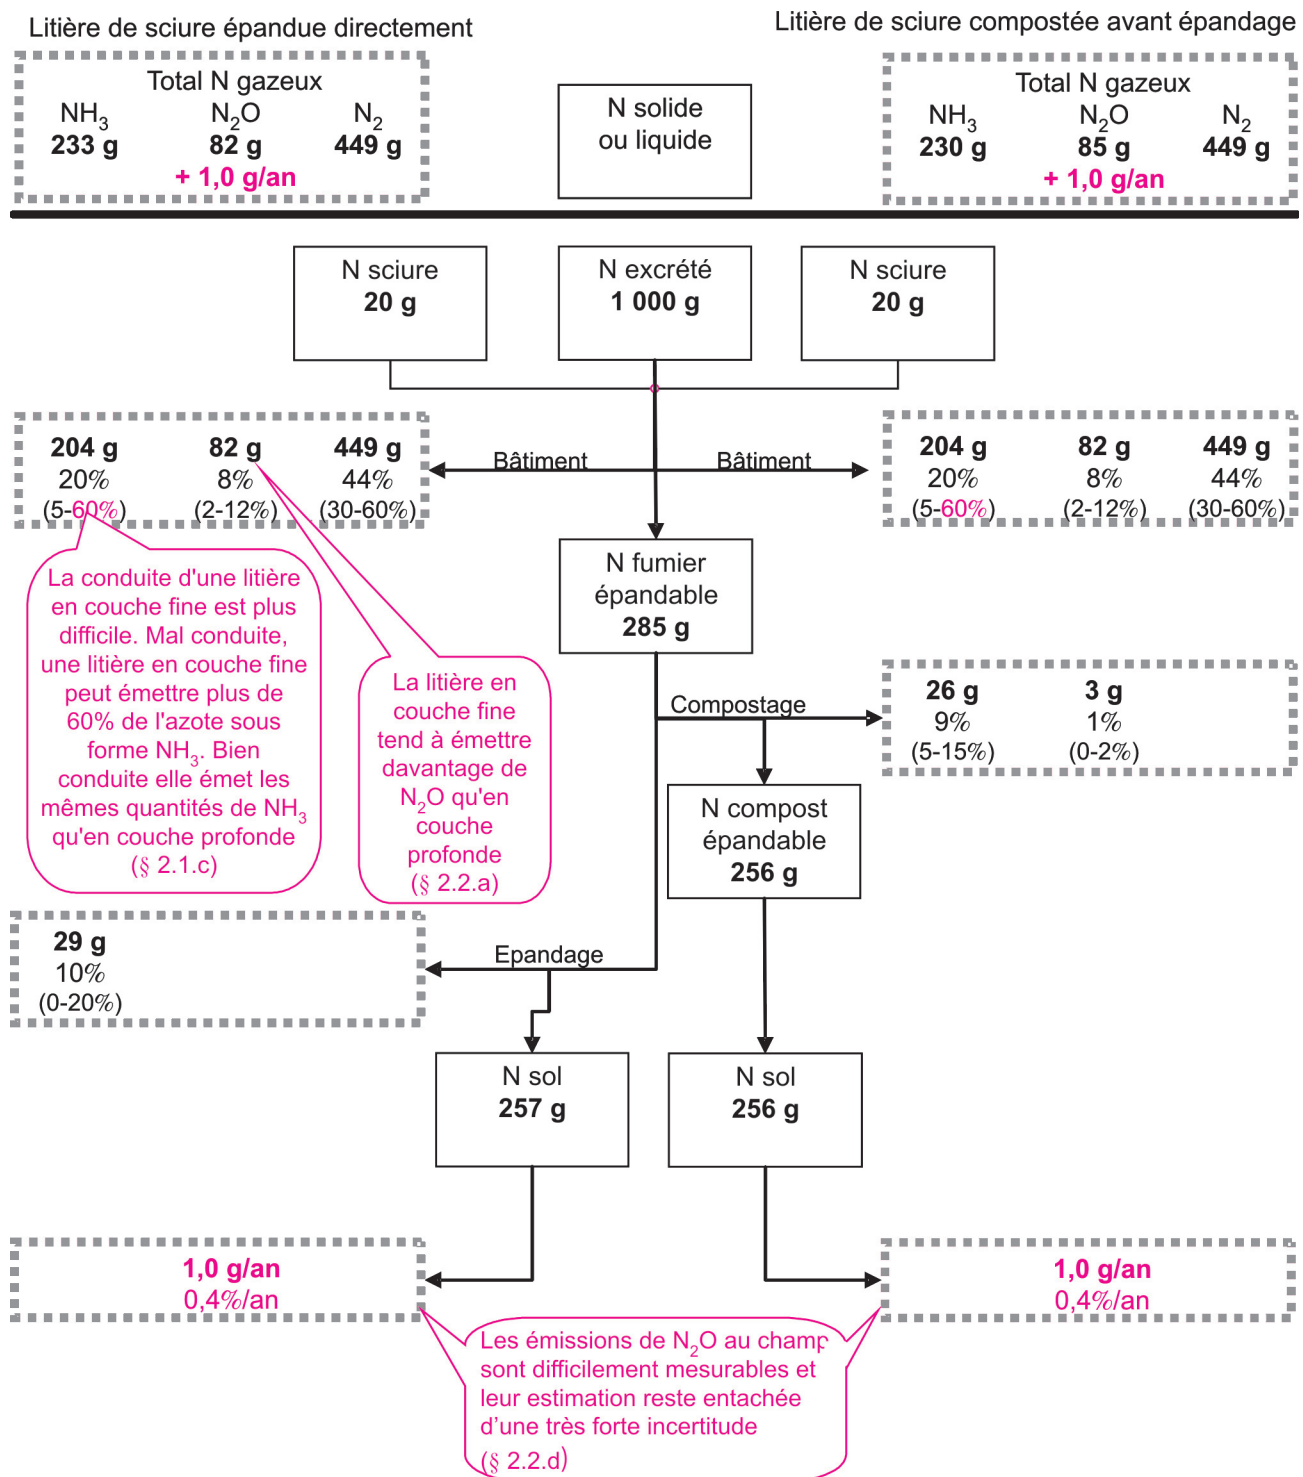 Litière de sciure épandue directement
Litière de sciure compostée avant épandage
Total N gazeux
NH3 N2O N2
233 g 82 g 449 g
+ 1,0 g/an
N solide
ou liquide
Total N gazeux
NH3 N2O N2
230 g 85 g 449 g
+ 1,0 g/an
N sciure
20 g
N excrété
1 000 g
N sciure
20 g
204 g 82 g 449 g
20% 8% 44%
(5-60%) (2-12%) (30-60%)
Bâtiment
Bâtiment
204 g 82 g 449 g
20% 8% 44%
(5-60%) (2-12%) (30-60%)
N fumier
épandable
285 g
La conduite d'une litière
en couche fine est plus
difficile. Mal conduite,
une litière en couche fine
peut émettre plus de
60% de l'azote sous
forme NH3. Bien
conduite elle émet les
mêmes quantités de NH3
qu'en couche profonde
(§ 2.1.c)
La litière en
couche fine
tend à émettre
davantage de
N2O qu'en
couche
profonde
(§ 2.2.a)
Compostage
26 g 3 g
9% 1%
(5-15%) (0-2%)
N compost
épandable
256 g
29 g
10%
(0-20%)
Epandage
N sol
257 g
N sol
256 g
1,0 g/an
0,4%/an
1,0 g/an
0,4%/an
Les émissions de N2O au champ
sont difficilement mesurables et
leur estimation reste entachée
d'une très forte incertitude
(§ 2.2.d)